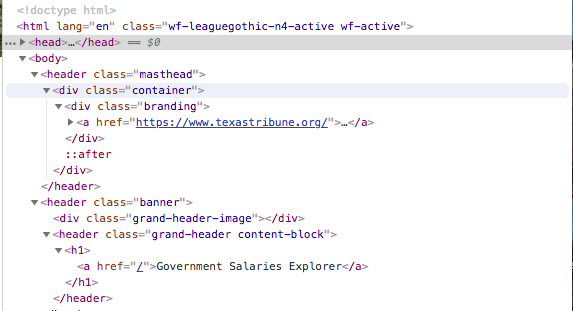 <!doctype html>
<html lang="en" class="wf-leaguegothic-n4-active wf-active">
… ▶<head>…</head> == $0
▼<body>
▼<header class="masthead">
▼<div class="container">
▼<div class="branding">
▶<a href="https://www.texastribune.org/">…</a>
</div>
::after
</div>
</header>
▼<header class="banner">
<div class="grand-header-image"></div>
▼<header class="grand-header content-block">
▼<h1>
<a href="/">Government Salaries Explorer</a>
</h1>
</header>